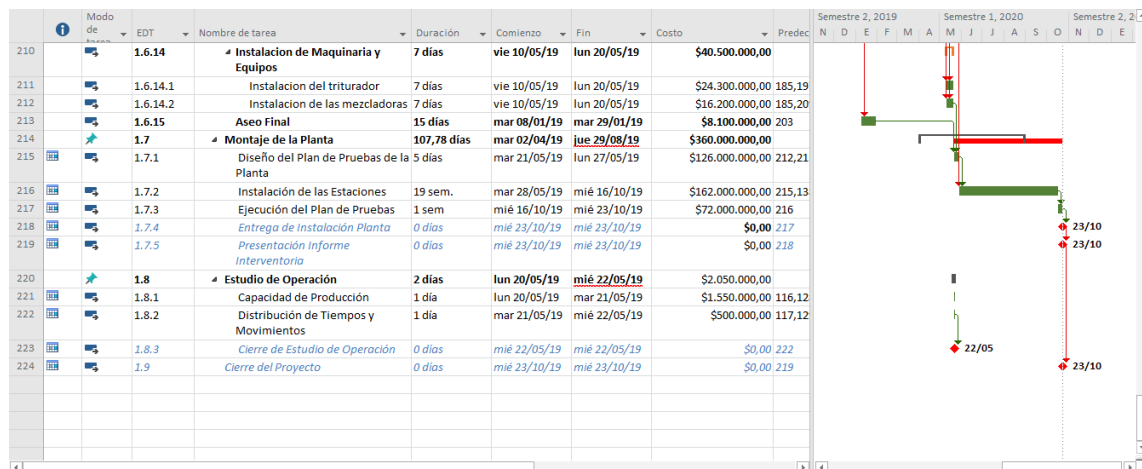 Semestre 2, 2019 Semestre 1, 2020 Semestre 2, 2
Modo de EDT Nombre de tarea Duración Comienzo Fin Costo Predec N D E F M A M J J A S O N D E
210 1.6.14 Instalacion de Maquinaria y Equipos 7 días vie 10/05/19 lun 20/05/19 $40.500.000,00
211 1.6.14.1 Instalacion del triturador 7 días vie 10/05/19 lun 20/05/19 $24.300.000,00 185,19
212 1.6.14.2 Instalacion de las mezcladoras 7 días vie 10/05/19 lun 20/05/19 $16.200.000,00 185,20
213 1.6.15 Aseo Final 15 días mar 08/01/19 mar 29/01/19 $8.100.000,00 203
214 1.7 Montaje de la Planta 107,78 días mar 02/04/19 jue 29/08/19 $360.000.000,00
215 1.7.1 Diseño del Plan de Pruebas de la Planta 5 días mar 21/05/19 lun 27/05/19 $126.000.000,00 212,21
216 1.7.2 Instalación de las Estaciones 19 sem. mar 28/05/19 mié 16/10/19 $162.000.000,00 215,13
217 1.7.3 Ejecución del Plan de Pruebas 1 sem mié 16/10/19 mié 23/10/19 $72.000.000,00 216
218 1.7.4 Entrega de Instalación Planta 0 días mié 23/10/19 mié 23/10/19 $0,00 217 23/10
219 1.7.5 Presentación Informe Interventoria 0 días mié 23/10/19 mié 23/10/19 $0,00 218 23/10
220 1.8 Estudio de Operación 2 días lun 20/05/19 mié 22/05/19 $2.050.000,00
221 1.8.1 Capacidad de Producción 1 día lun 20/05/19 mar 21/05/19 $1.550.000,00 116,12
222 1.8.2 Distribución de Tiempos y Movimientos 1 día mar 21/05/19 mié 22/05/19 $500.000,00 117,12
223 1.8.3 Cierre de Estudio de Operación 0 días mié 22/05/19 mié 22/05/19 $0,00 222 22/05
224 1.9 Cierre del Proyecto 0 días mié 23/10/19 mié 23/10/19 $0,00 219 23/10